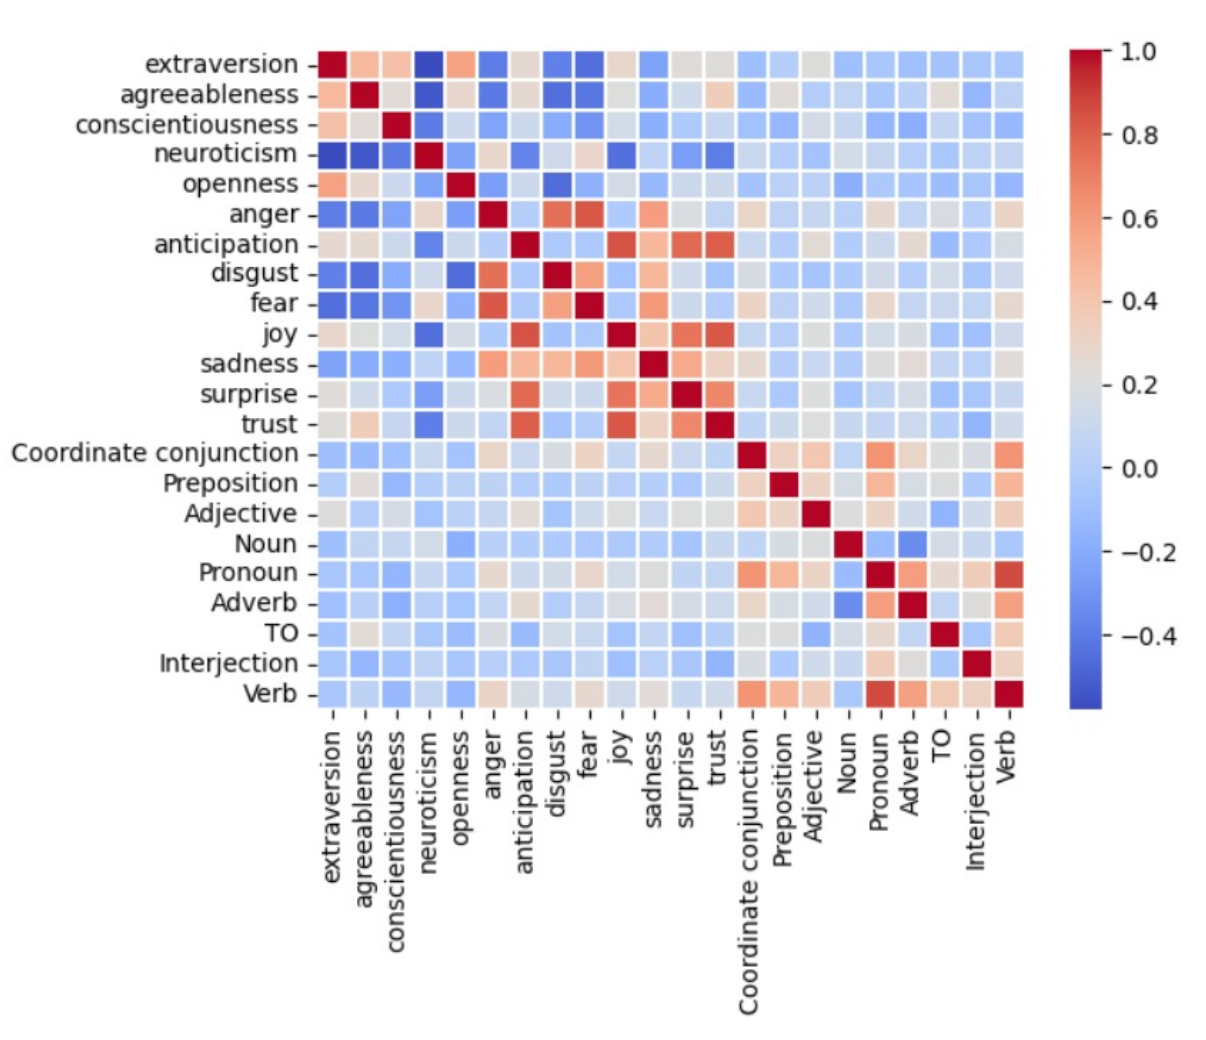 extraversion
agreeableness
conscientiousness
neuroticism
openness
anger
anticipation
disgust
fear
joy
sadness
surprise
trust
Coordinate conjunction
Preposition
Adjective
Noun
Pronoun
Adverb
TO
Interjection
Verb
extraversion
agreeableness
conscientiousness
neuroticism
openness
anger
anticipation
disgust
fear
joy
sadness
surprise
trust
Coordinate conjunction
Preposition
Adjective
Noun
Pronoun
Adverb
TO
Interjection
Verb
1.0
0.8
0.6
0.4
0.2
0.0
−0.2
−0.4